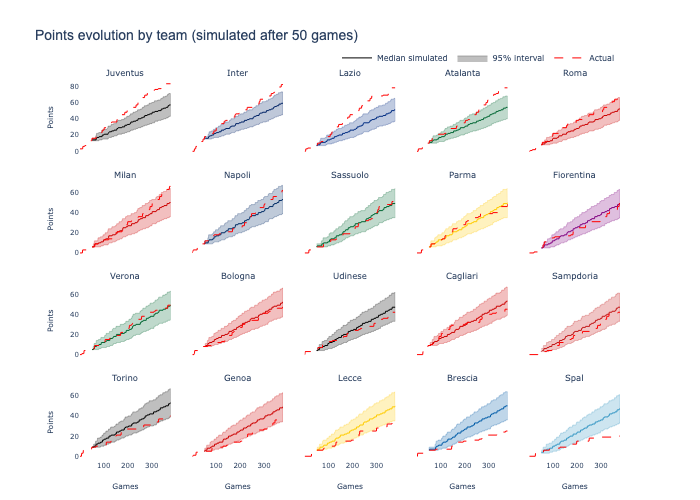 Points evolution by team (simulated after 50 games)
Median simulated 95% interval Actual
Juventus Inter Lazio Atalanta Roma
80
60
40
20
0
Points
Milan Napoli Sassuolo Parma Fiorentina
60
40
20
0
Points
Verona Bologna Udinese Cagliari Sampdoria
60
40
20
0
Points
Torino Genoa Lecce Brescia Spal
60
40
20
0
Points
100 200 300 100 200 300 100 200 300 100 200 300 100 200 300
Games Games Games Games Games